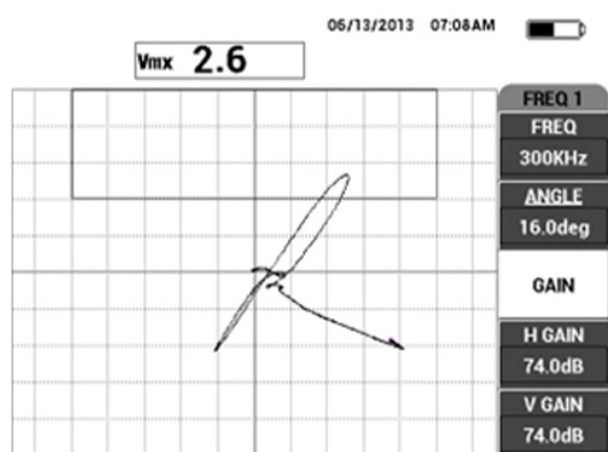 06/13/2013 07:08AM
Vmx 2.6
FREQ 1
FREQ
300KHz
ANGLE
16.0deg
GAIN
H GAIN
74.0dB
V GAIN
74.0dB